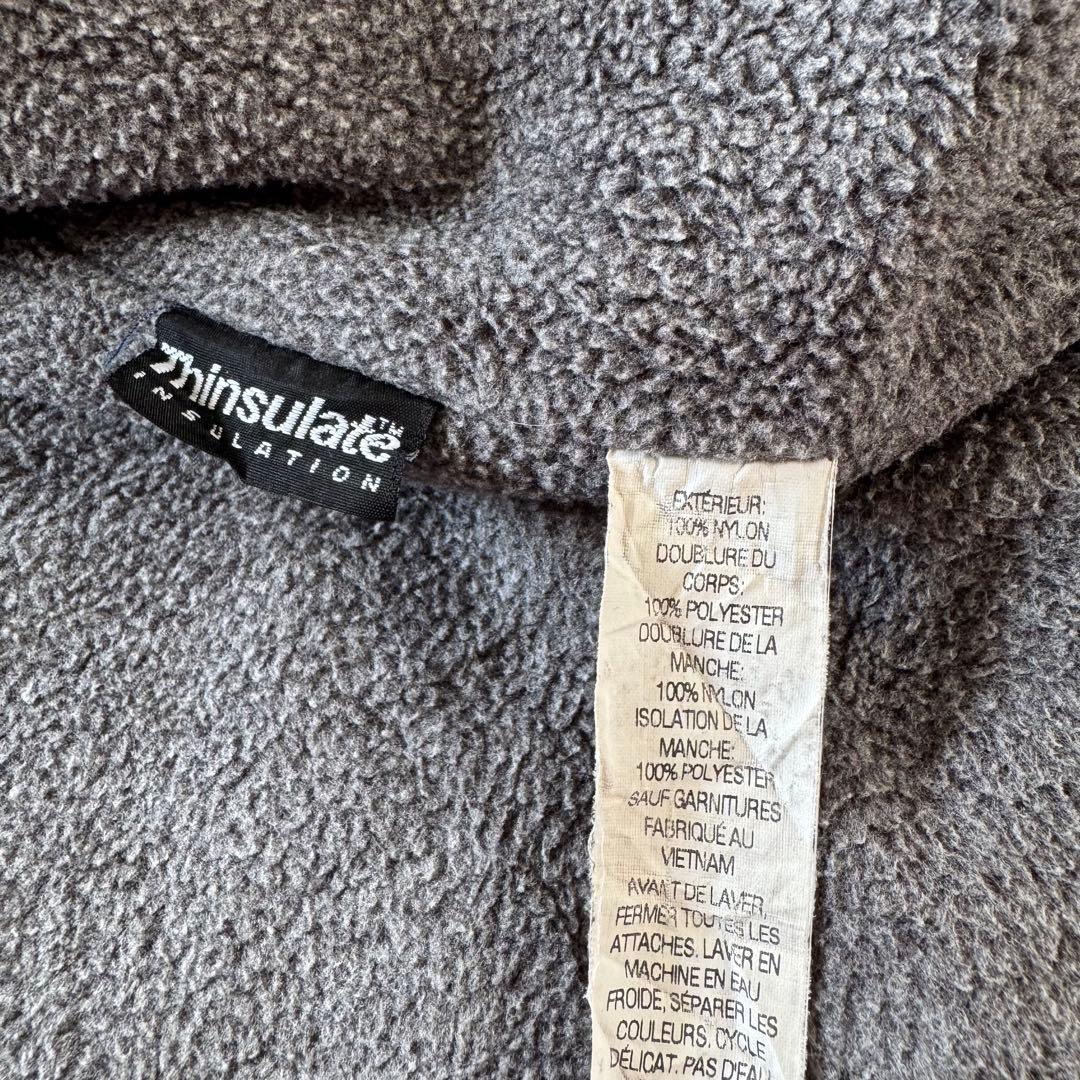 Thinsulate™
INSULATION
EXTÉRIEUR:
100% NYLON
DOUBLURE DU
CORPS:
100% POLYESTER
DOUBLURE DE LA
MANCHE:
100% NYLON
ISOLATION DE LA
MANCHE:
100% POLYESTER
SAUF GARNITURES
FABRIQUÉ AU
VIETNAM
AVANT DE LAVER,
FERMER TOUTES LES
ATTACHES. LAVER EN
MACHINE EN EAU
FROIDE, SÉPARER LES
COULEURS. CYCLE
DÉLICAT. PAS D'EAU